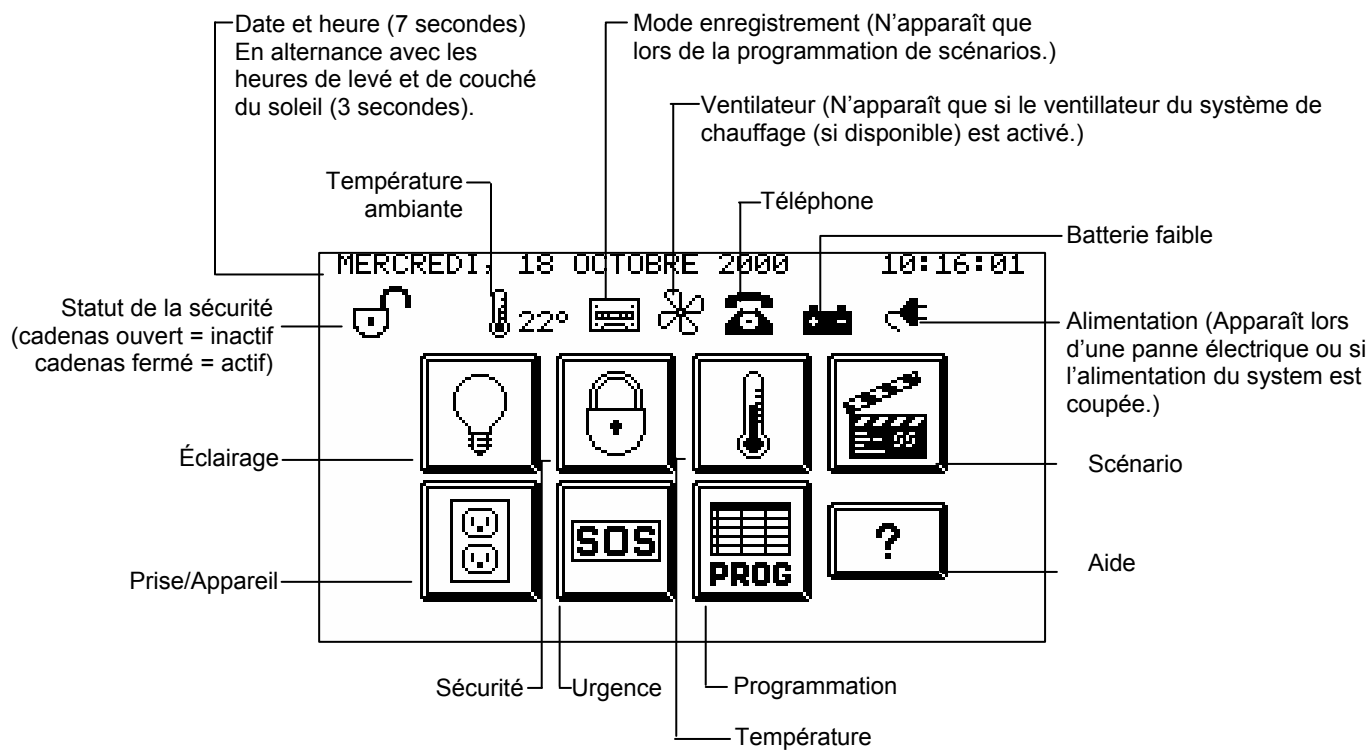 Date et heure (7 secondes)
En alternance avec les
heures de levé et de couché
du soleil (3 secondes).
Mode enregistrement (N'apparaît que
lors de la programmation de scénarios.)
Ventilateur (N'apparaît que si le ventillateur du système de
chauffage (si disponible) est activé.)
Température
ambiante
Téléphone
Batterie faible
MERCREDI, 18 OCTOBRE 2000 10:16:01
Statut de la sécurité
(cadenas ouvert = inactif
cadenas fermé = actif)
22°
Alimentation (Apparaît lors
d'une panne électrique ou si
l'alimentation du system est
coupée.)
Éclairage
Scénario
SOS
PROG
?
Prise/Appareil
Aide
Sécurité
Urgence
Programmation
Température